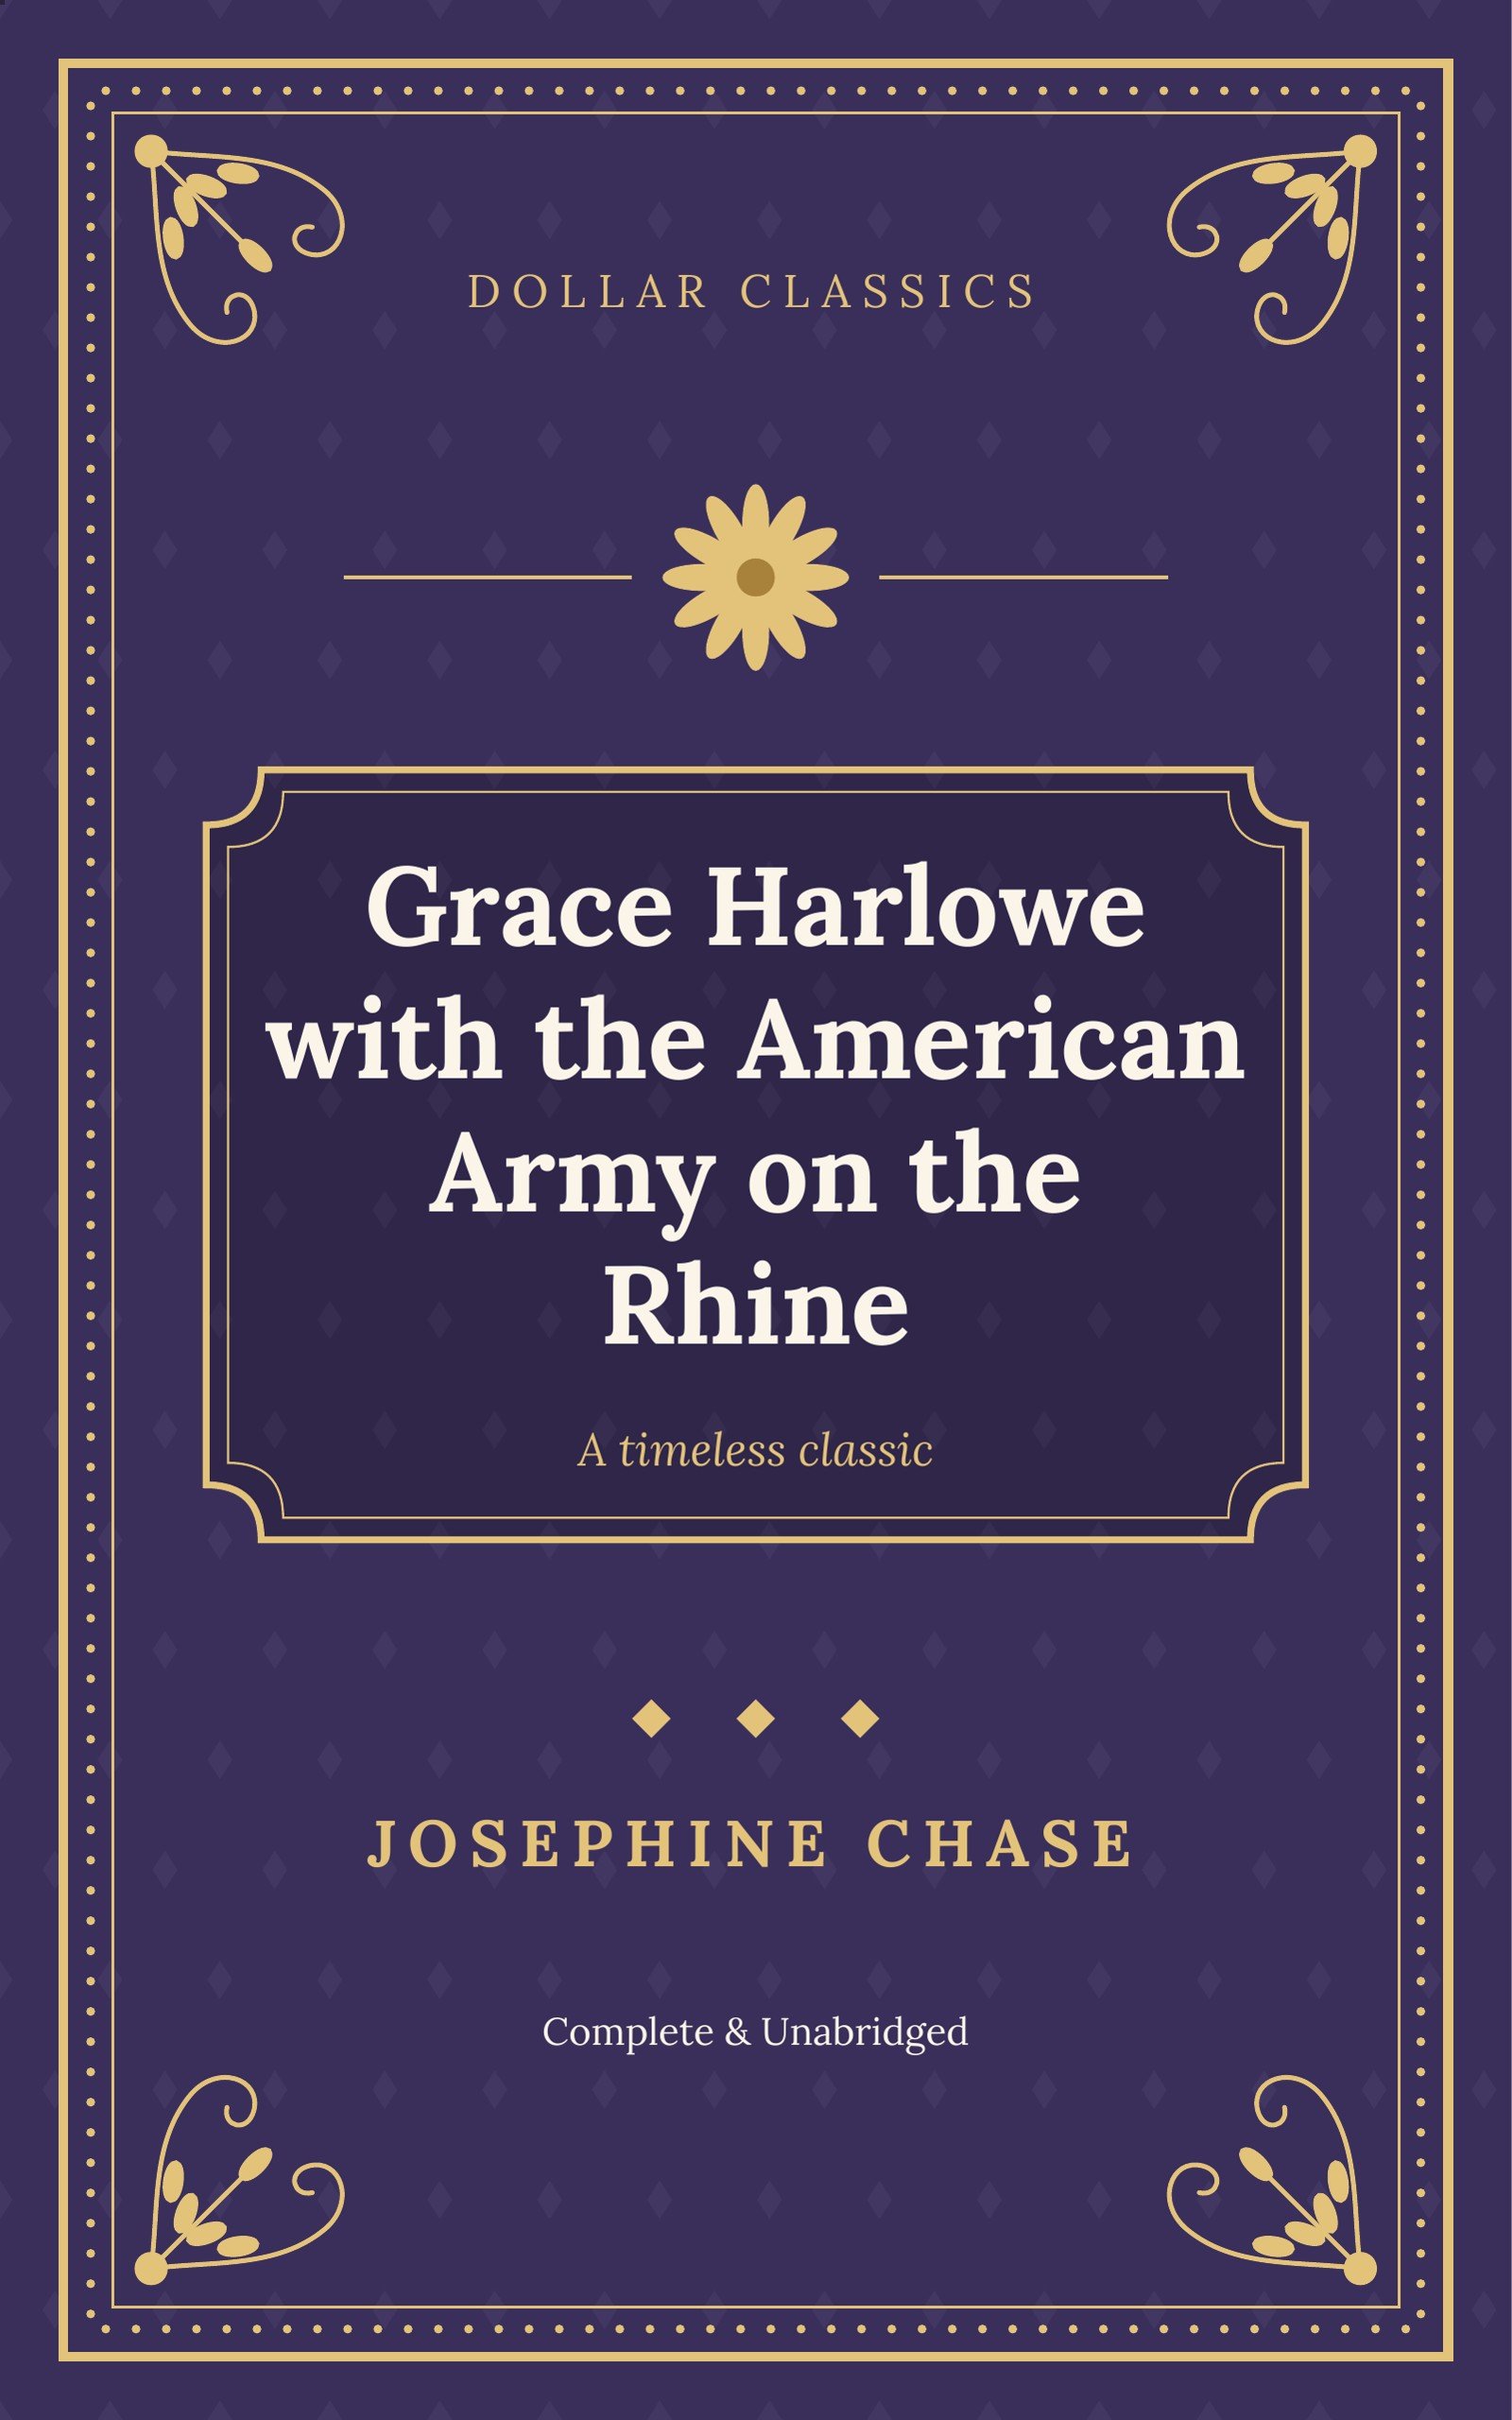 DOLLAR CLASSICS
Grace Harlowe
with the American
Army on the
Rhine
A timeless classic
JOSEPHINE CHASE
Complete & Unabridged